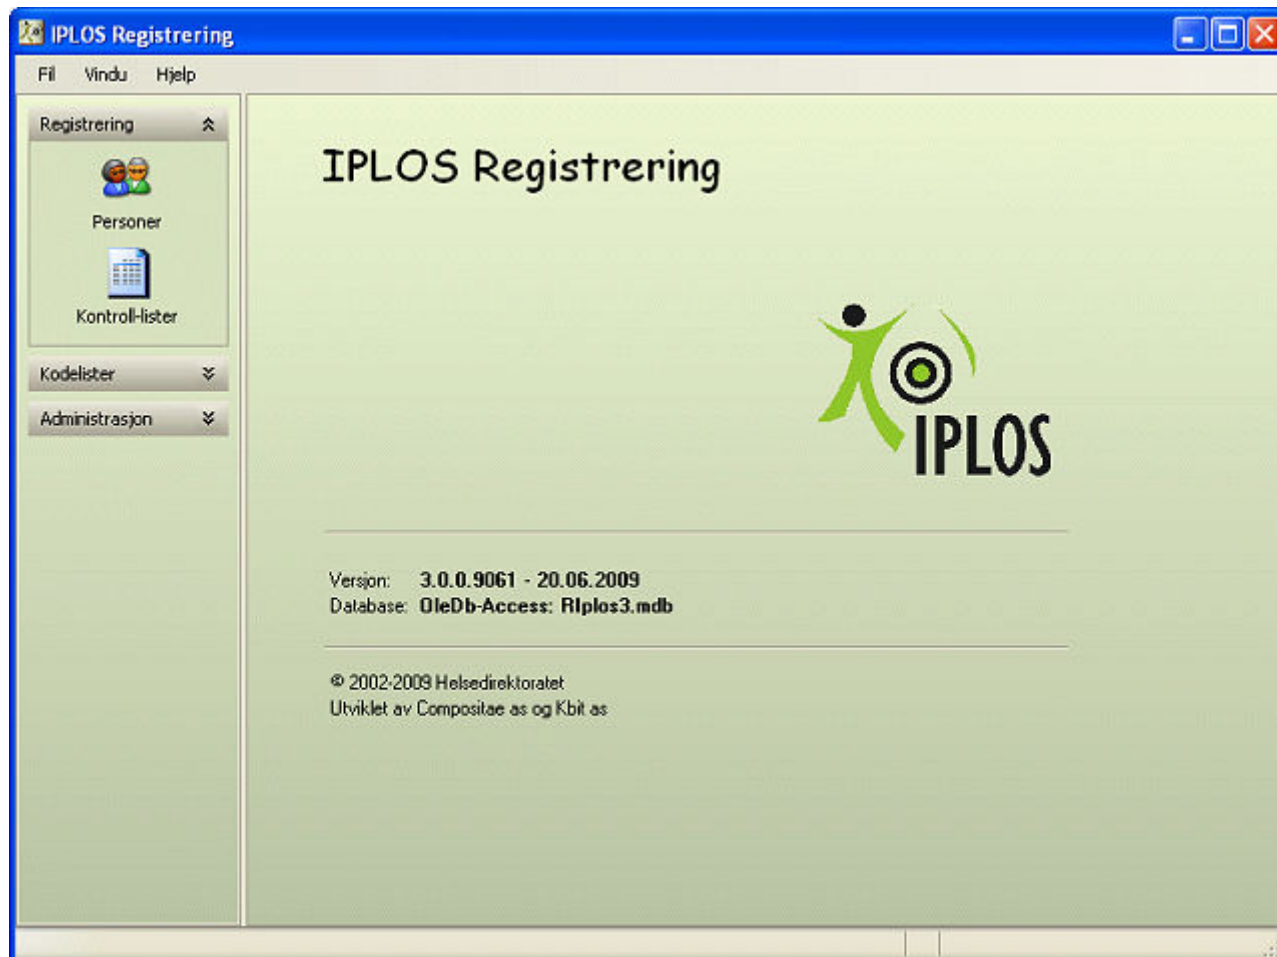 IPLOS Registrering
Fil Vindu Hjelp
Registrering
Personer
Kontroll-lister
Kodelister
Administrasjon
IPLOS Registrering
IPLOS
Versjon: 3.0.0.9061 - 20.06.2009
Database: OleDb-Access: RIplos3.mdb
© 2002-2009 Helsedirektoratet
Utviklet av Compositae as og Kbit as